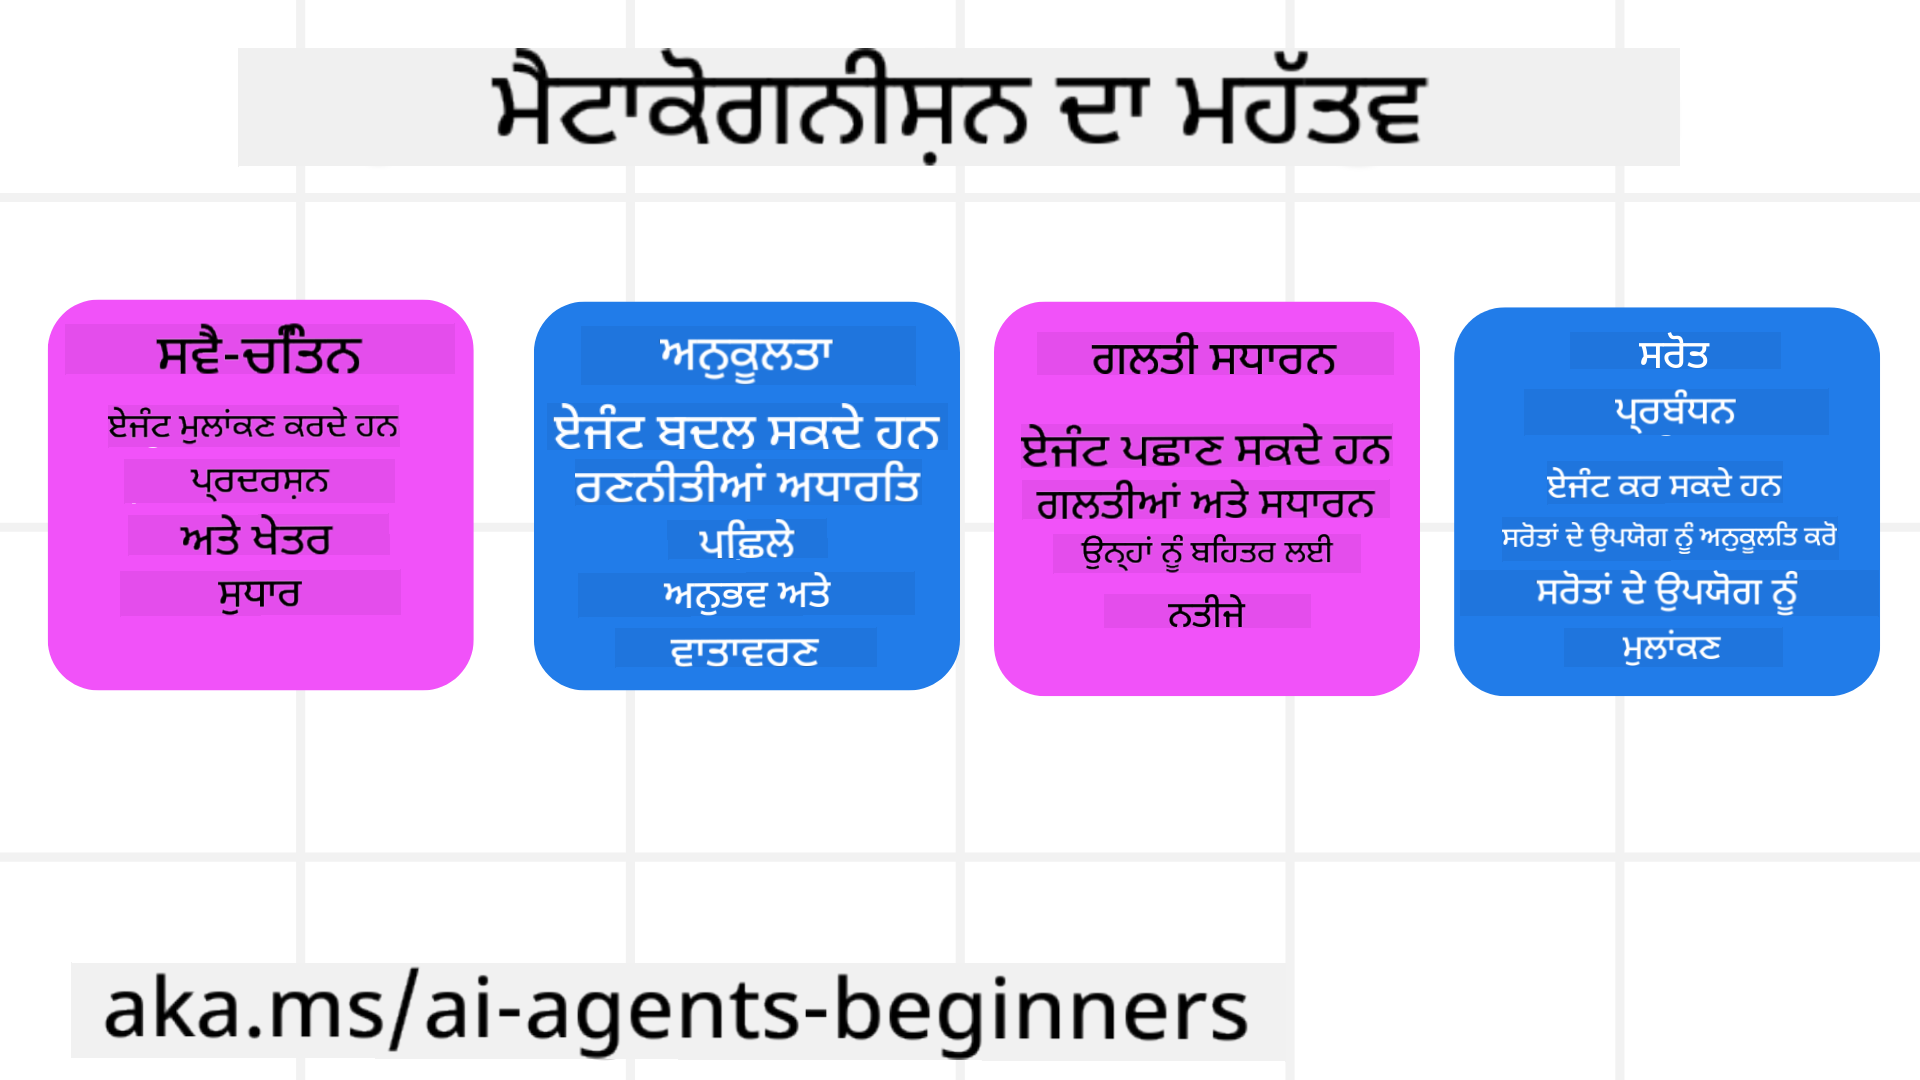 ਮੈਟਾਕੋਗਨੀਸ਼ਨ ਦਾ ਮਹੱਤਵ
ਸਵੈ-ਚਿੰਤਨ
ਏਜੰਟ ਮੁਲਾਂਕਣ ਕਰਦੇ ਹਨ
ਪ੍ਰਦਰਸ਼ਨ
ਅਤੇ ਖੇਤਰ
ਸੁਧਾਰ
ਅਨੁਕੂਲਤਾ
ਏਜੰਟ ਬਦਲ ਸਕਦੇ ਹਨ
ਰਣਨੀਤੀਆਂ ਅਧਾਰਤਿ
ਪਛਿਲੇ
ਅਨੁਭਵ ਅਤੇ
ਵਾਤਾਵਰਣ
ਗਲਤੀ ਸਧਾਰਨ
ਏਜੰਟ ਪਛਾਣ ਸਕਦੇ ਹਨ
ਗਲਤੀਆਂ ਅਤੇ ਸਧਾਰਨ
ਉਨ੍ਹਾਂ ਨੂੰ ਬਹਿਤਰ ਲਈ
ਨਤੀਜੇ
ਸਰੋਤ
ਪ੍ਰਬੰਧਨ
ਏਜੰਟ ਕਰ ਸਕਦੇ ਹਨ
ਸਰੋਤਾਂ ਦੇ ਉਪਯੋਗ ਨੂੰ ਅਨੁਕੂਲਤਿ ਕਰੋ
ਸਰੋਤਾਂ ਦੇ ਉਪਯੋਗ ਨੂੰ
ਮੁਲਾਂਕਣ
aka.ms/ai-agents-beginners